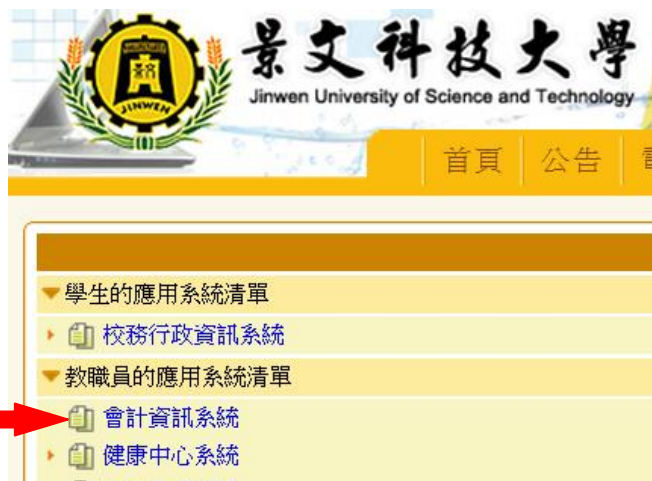 景文科技大學
Jinwen University of Science and Technology
景文
JINWEN
首頁 公告
學生的應用系統清單
校務行政資訊系統
教職員的應用系統清單
會計資訊系統
健康中心系統